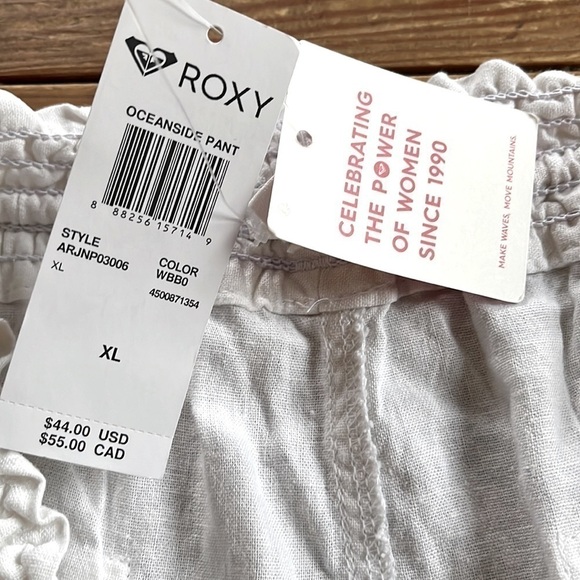 ROXY
OCEANSIDE PANT
8 88256 15714 9
STYLE
ARJNP03006
XL
COLOR
WBB0
4500871354
XL
$44.00 USD
$55.00 CAD
CELEBRATING
THE POWER
OF WOMEN
SINCE 1990
MAKE WAVES, MOVE MOUNTAINS.